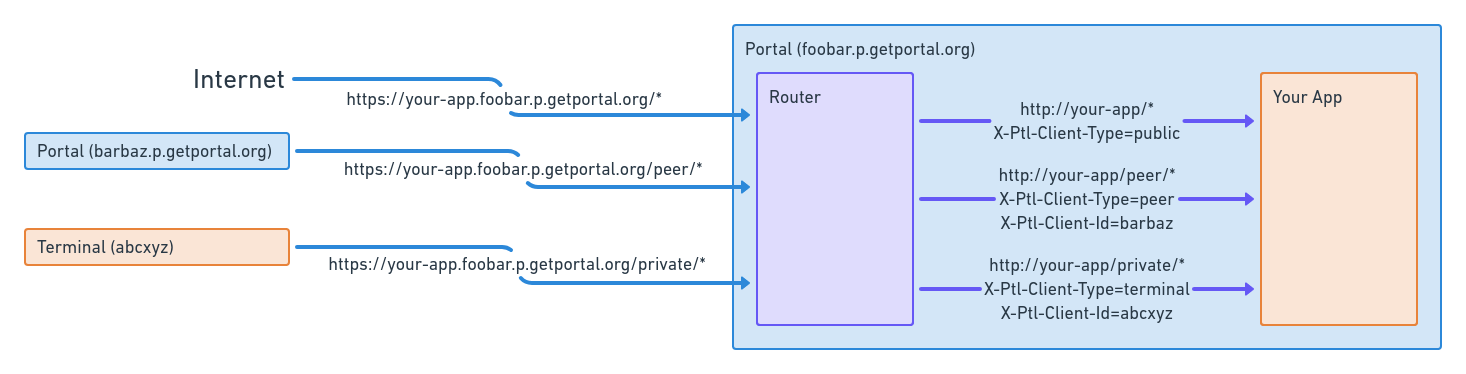 Portal (foobar.p.getportal.org)
Internet
https://your-app.foobar.p.getportal.org/*
Router
http://your-app/*
X-Ptl-Client-Type=public
Your App
Portal (barbaz.p.getportal.org)
https://your-app.foobar.p.getportal.org/peer/*
http://your-app/peer/*
X-Ptl-Client-Type=peer
X-Ptl-Client-Id=barbaz
Terminal (abcxyz)
https://your-app.foobar.p.getportal.org/private/*
http://your-app/private/*
X-Ptl-Client-Type=terminal
X-Ptl-Client-Id=abcxyz